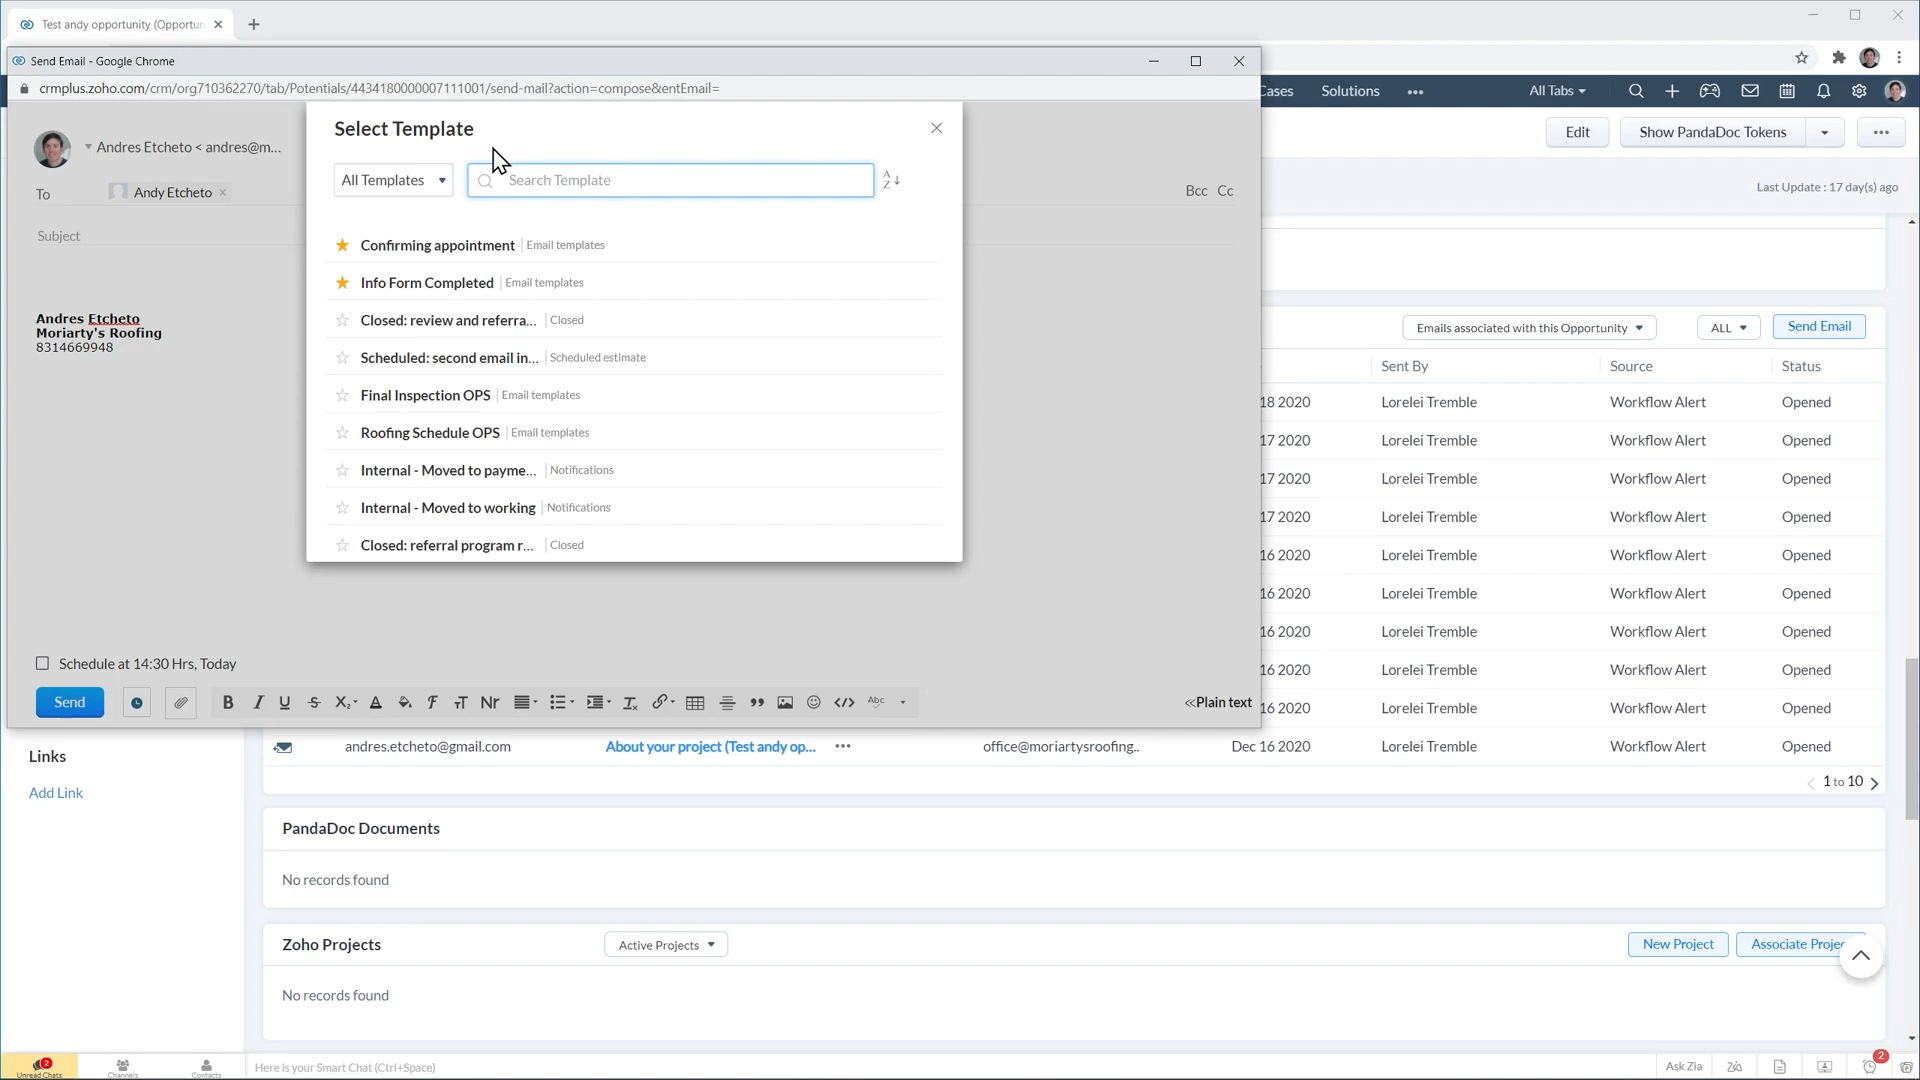 Test andy opportunity (Opportun
Send Email - Google Chrome
crmplus.zoho.com/crm/org710362270/tab/Potentials/4434180000007111001/send-mail?action=compose&entEmail=
Cases Solutions All Tabs
Edit Show PandaDoc Tokens
Last Update : 17 day(s) ago
Andres Etcheto < andres@m...
To Andy Etcheto
Bcc Cc
Subject
Andres Etcheto
Moriarty's Roofing
8314669948
Select Template
All Templates Search Template
Confirming appointment Email templates
Info Form Completed Email templates
Closed: review and referra... Closed
Scheduled: second email in... Scheduled estimate
Final Inspection OPS Email templates
Roofing Schedule OPS Email templates
Internal - Moved to payme... Notifications
Internal - Moved to working Notifications
Closed: referral program r... Closed
Schedule at 14:30 Hrs, Today
Send
Plain text
Emails associated with this Opportunity ALL Send Email
Sent By Source Status
18 2020 Lorelei Tremble Workflow Alert Opened
17 2020 Lorelei Tremble Workflow Alert Opened
17 2020 Lorelei Tremble Workflow Alert Opened
17 2020 Lorelei Tremble Workflow Alert Opened
16 2020 Lorelei Tremble Workflow Alert Opened
16 2020 Lorelei Tremble Workflow Alert Opened
16 2020 Lorelei Tremble Workflow Alert Opened
16 2020 Lorelei Tremble Workflow Alert Opened
16 2020 Lorelei Tremble Workflow Alert Opened
andres.etcheto@gmail.com About your project (Test andy op... office@moriartysroofing.. Dec 16 2020 Lorelei Tremble Workflow Alert Opened
1 to 10
Links
Add Link
PandaDoc Documents
No records found
Zoho Projects Active Projects New Project Associate Projec
No records found
2
Unread Chats Channels Contacts Here is your Smart Chat (Ctrl+Space) Ask Zia 2